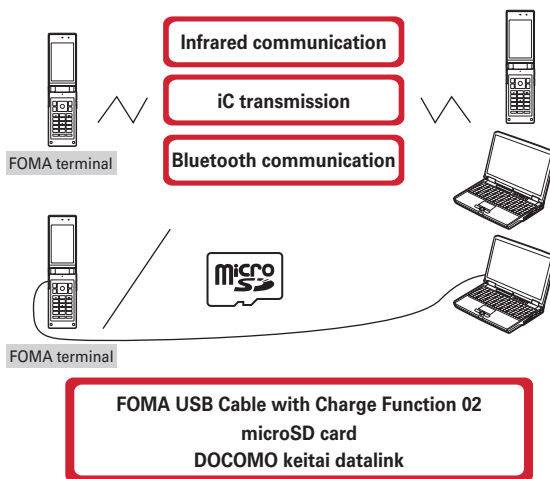 Infrared communication
iC transmission
Bluetooth communication
FOMA terminal
micro
SD
FOMA terminal
FOMA USB Cable with Charge Function 02
microSD card
DOCOMO keitai datalink